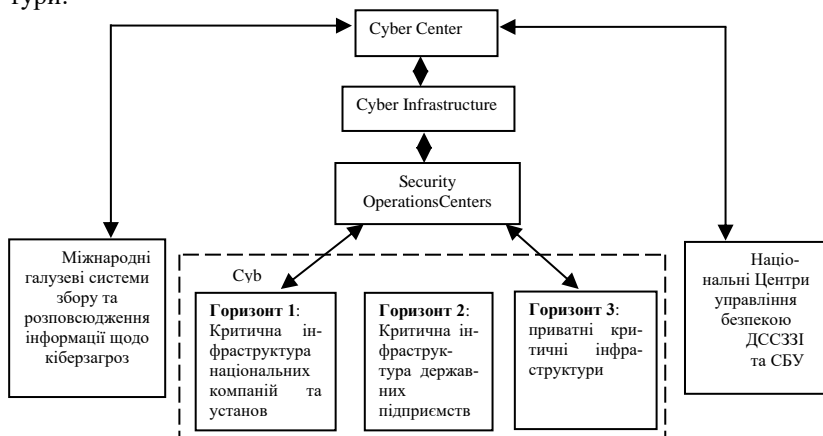 тури.
Cyber Center
Cyber Infrastructure
Security
OperationsCenters
Міжнародні
галузеві системи
збору та
розповсюдження
інформації щодо
кіберзагроз
Cyb
Горизонт 1:
Критична ін-
фраструктура
національних
компаній та
установ
Горизонт 2:
Критична ін-
фраструк-
тура держав-
них
підприємств
Горизонт 3:
приватні кри-
тичні інфра-
структури
Націо-
нальні Центри
управління
безпекою
ДССЗЗІ
та СБУ